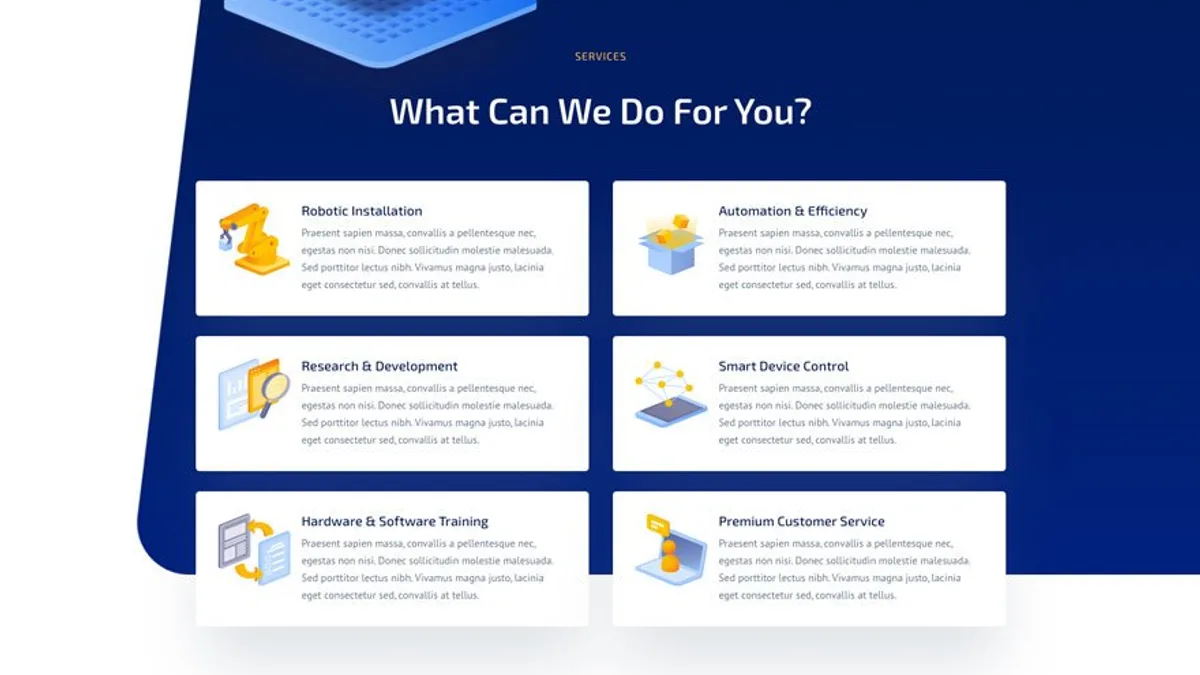 SERVICES
What Can We Do For You?
Robotic Installation
Praesent sapien massa, convallis a pellentesque nec,
egestas non nisi. Donec sollicitudin molestie malesuada.
Sed porttitor lectus nibh. Vivamus magna justo, lacinia
eget consectetur sed, convallis at tellus.
Automation & Efficiency
Praesent sapien massa, convallis a pellentesque nec,
egestas non nisi. Donec sollicitudin molestie malesuada.
Sed porttitor lectus nibh. Vivamus magna justo, lacinia
eget consectetur sed, convallis at tellus.
Research & Development
Praesent sapien massa, convallis a pellentesque nec,
egestas non nisi. Donec sollicitudin molestie malesuada.
Sed porttitor lectus nibh. Vivamus magna justo, lacinia
eget consectetur sed, convallis at tellus.
Smart Device Control
Praesent sapien massa, convallis a pellentesque nec,
egestas non nisi. Donec sollicitudin molestie malesuada.
Sed porttitor lectus nibh. Vivamus magna justo, lacinia
eget consectetur sed, convallis at tellus.
Hardware & Software Training
Praesent sapien massa, convallis a pellentesque nec,
egestas non nisi. Donec sollicitudin molestie malesuada.
Sed porttitor lectus nibh. Vivamus magna justo, lacinia
eget consectetur sed, convallis at tellus.
Premium Customer Service
Praesent sapien massa, convallis a pellentesque nec,
egestas non nisi. Donec sollicitudin molestie malesuada.
Sed porttitor lectus nibh. Vivamus magna justo, lacinia
eget consectetur sed, convallis at tellus.